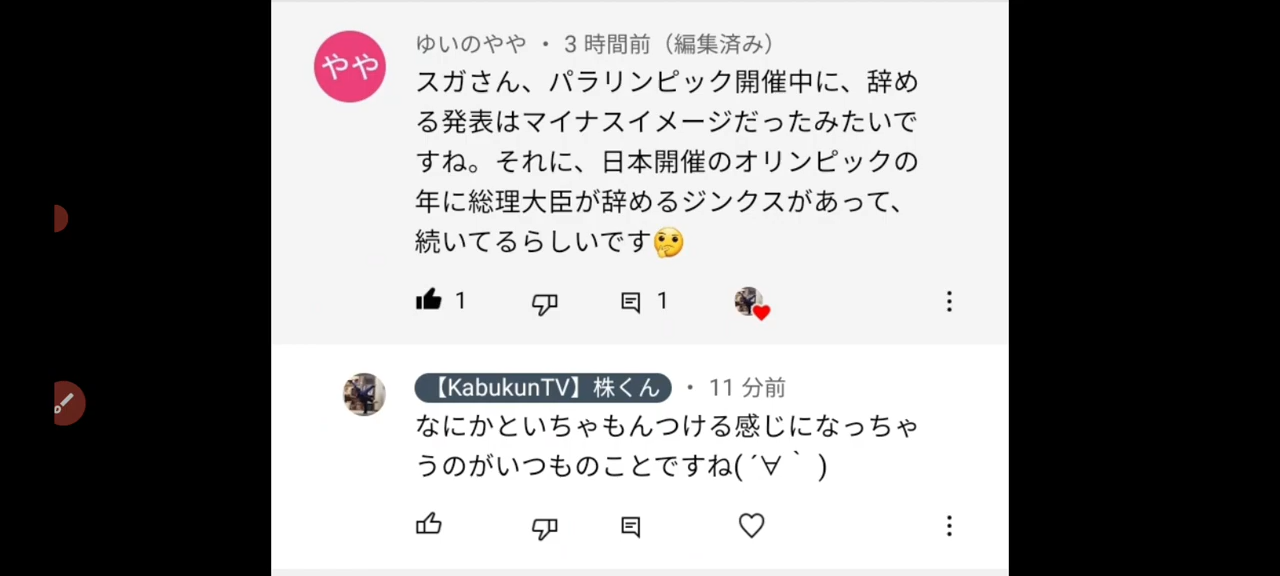 やや
ゆいのやや ・ 3 時間前（編集済み）
スガさん、パラリンピック開催中に、辞め
る発表はマイナスイメージだったみたいで
すね。それに、日本開催のオリンピックの
年に総理大臣が辞めるジンクスがあって、
続いてるらしいです🤔
1 1
【KabukunTV】株くん ・ 11 分前
なにかといちゃもんつける感じになっちゃ
うのがいつものことですね( ´∀｀ )